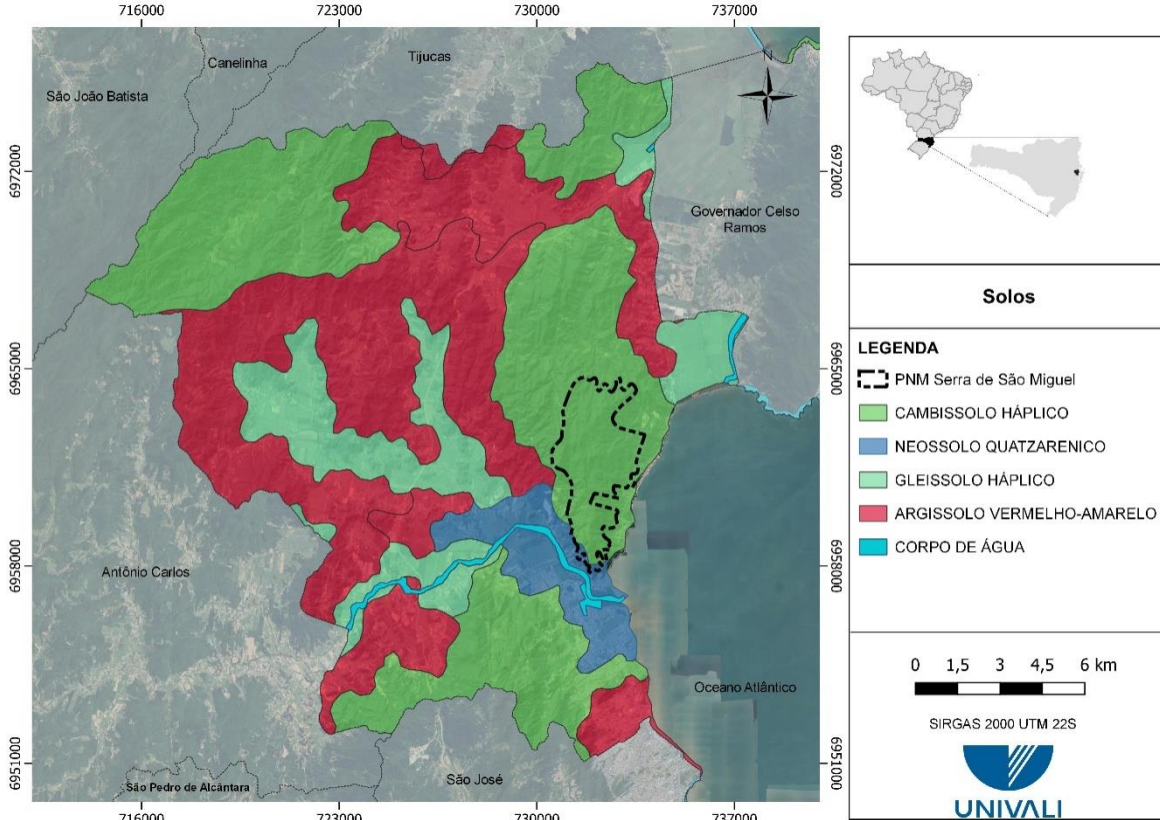 716000
723000
730000
737000
Canelinha
Tijucas
N
São João Batista
6972000
6972000
Governador Celso
Ramos
6965000
6965000
Antônio Carlos
6958000
6958000
Oceano Atlântico
São José
6951000
6951000
São Pedro de Alcântara
716000
723000
730000
737000
Solos
LEGENDA
PNM Serra de São Miguel
CAMBISSOLO HÁPLICO
NEOSSOLO QUATZARENICO
GLEISSOLO HÁPLICO
ARGISSOLO VERMELHO-AMARELO
CORPO DE ÁGUA
0 1,5 3 4,5 6 km
SIRGAS 2000 UTM 22S
UNIVALI